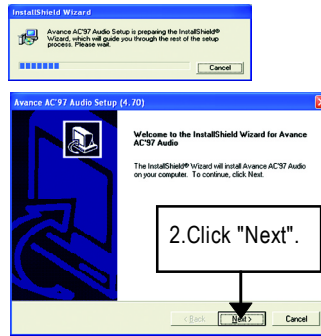 InstallShield Wizard
Avance AC'97 Audio Setup is preparing the InstallShield®
Wizard, which will guide you through the rest of the setup
process. Please wait.
Cancel
Avance AC'97 Audio Setup (4.70)
Welcome to the InstallShield Wizard for Avance
AC'97 Audio
The InstallShield® Wizard will install Avance AC'97 Audio
on your computer. To continue, click Next.
2.Click "Next".
< Back
Next >
Cancel